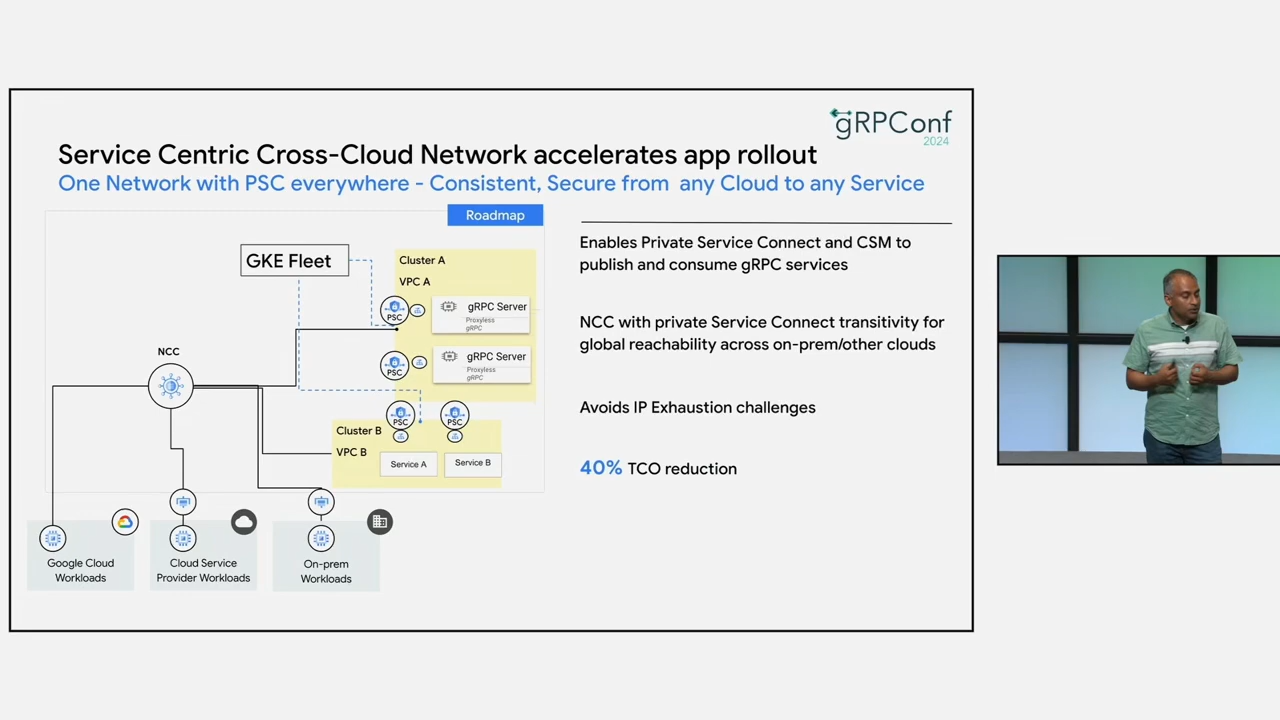 gRPConf
2024
Service Centric Cross-Cloud Network accelerates app rollout
One Network with PSC everywhere - Consistent, Secure from any Cloud to any Service
Roadmap
GKE Fleet
Cluster A
VPC A
PSC
gRPC Server
Proxyless
gRPC
PSC
gRPC Server
Proxyless
gRPC
NCC
Cluster B
VPC B
PSC
PSC
Service A
Service B
Google Cloud
Workloads
Cloud Service
Provider Workloads
On-prem
Workloads
Enables Private Service Connect and CSM to
publish and consume gRPC services
NCC with private Service Connect transitivity for
global reachability across on-prem/other clouds
Avoids IP Exhaustion challenges
40% TCO reduction